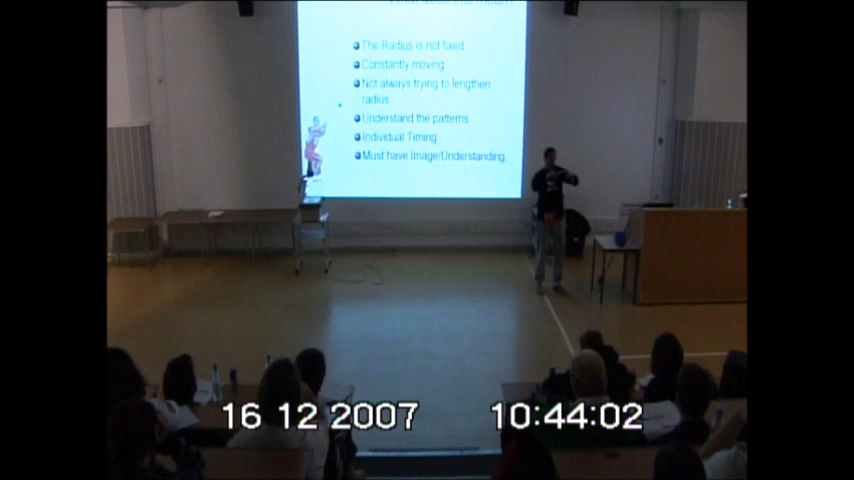 The Radius is not fixed
Constantly moving
Not always trying to lengthen
radius
Understand the patterns
Individual Timing
Must have Image/Understanding
16 12 2007 10:44:02